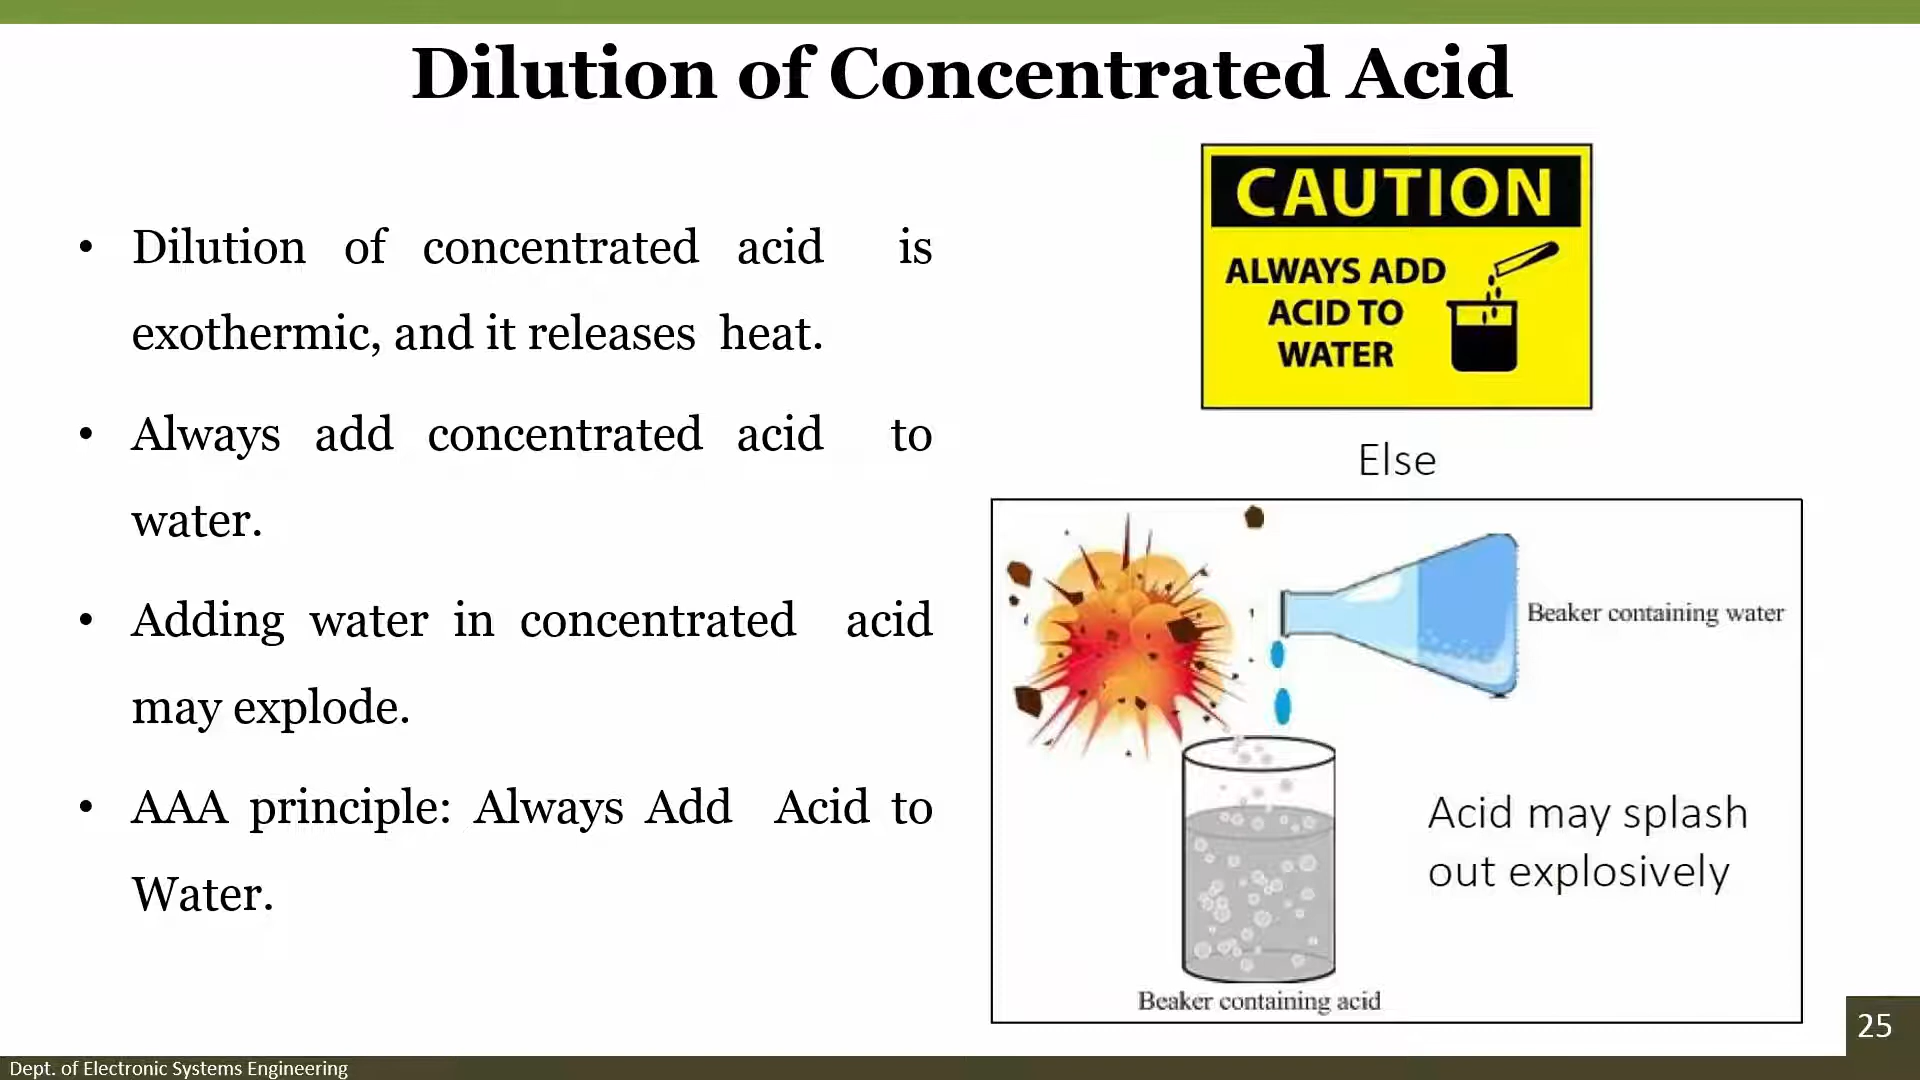 Dilution of Concentrated Acid
• Dilution of concentrated acid is
exothermic, and it releases heat.
• Always add concentrated acid to
water.
• Adding water in concentrated acid
may explode.
• AAA principle: Always Add Acid to
Water.
CAUTION
ALWAYS ADD
ACID TO
WATER
Else
Beaker containing water
Acid may splash
out explosively
Beaker containing acid
25
Dept. of Electronic Systems Engineering